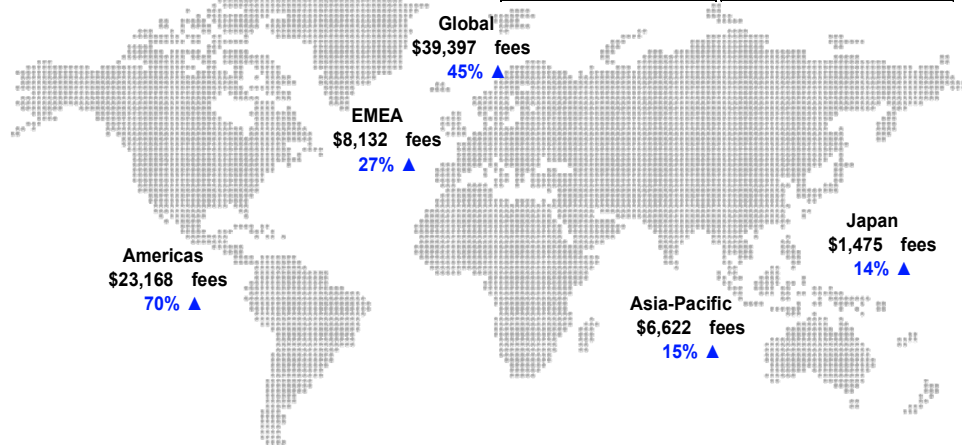 Global
$39,397 fees
45% ▲
EMEA
$8,132 fees
27% ▲
Japan
$1,475 fees
14% ▲
Americas
$23,168 fees
70% ▲
Asia-Pacific
$6,622 fees
15% ▲